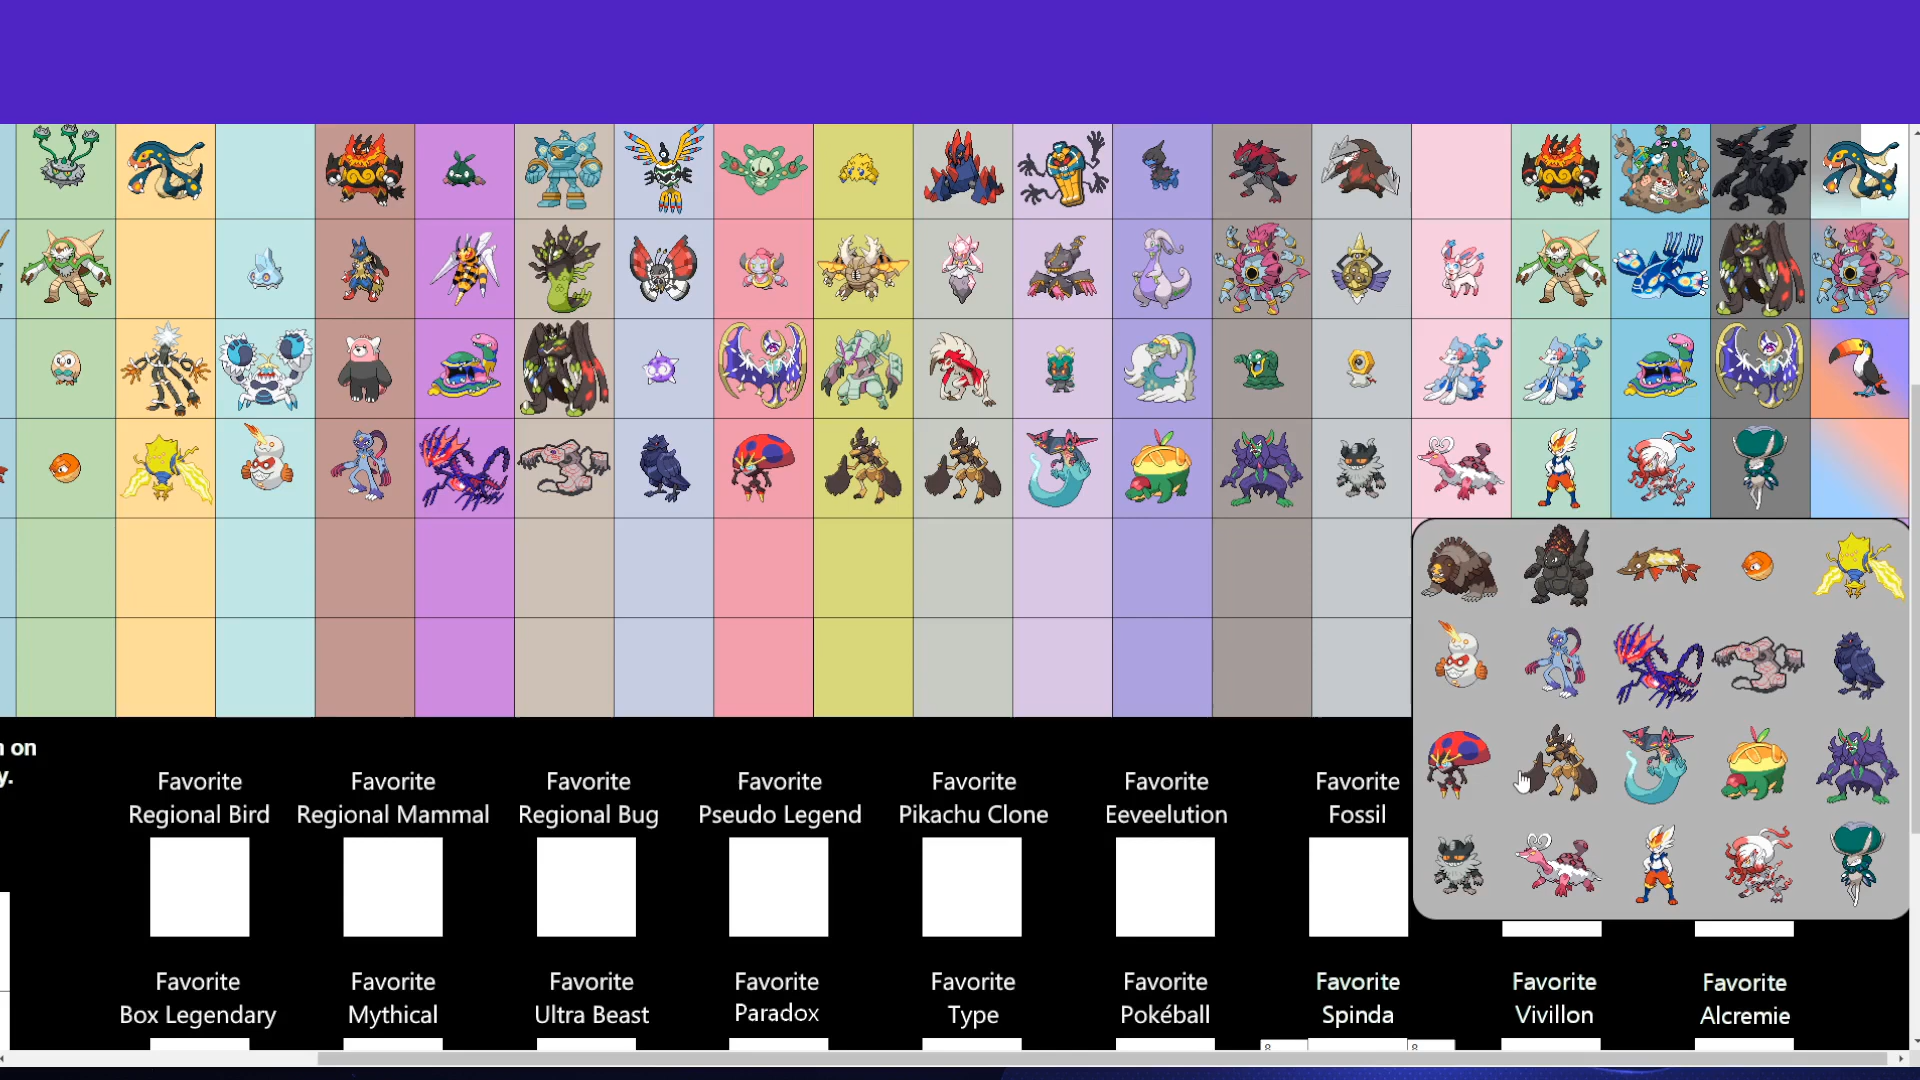 n on
y.
Favorite
Regional Bird
Favorite
Regional Mammal
Favorite
Regional Bug
Favorite
Pseudo Legend
Favorite
Pikachu Clone
Favorite
Eeveelution
Favorite
Fossil
Favorite
Box Legendary
Favorite
Mythical
Favorite
Ultra Beast
Favorite
Paradox
Favorite
Type
Favorite
Pokéball
Favorite
Spinda
Favorite
Vivillon
Favorite
Alcremie